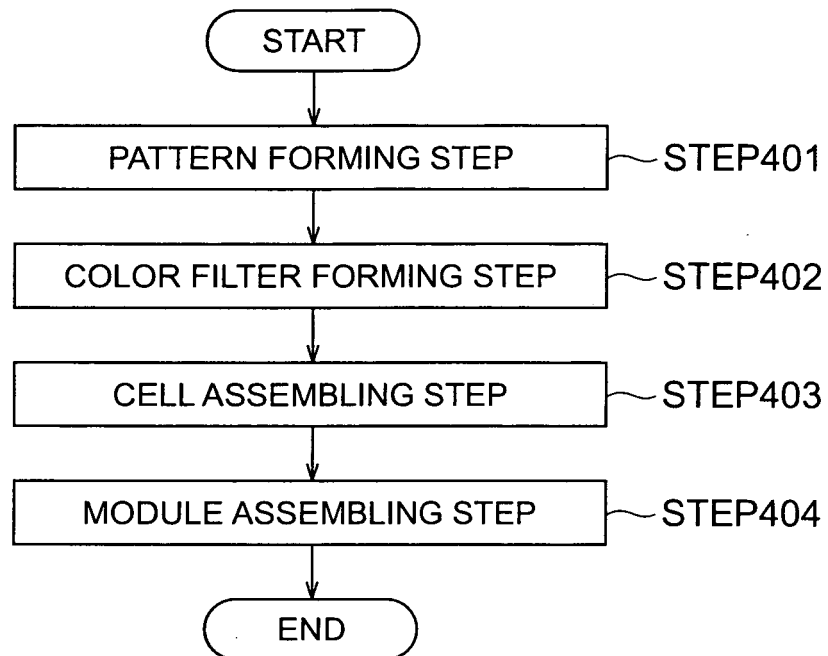 START
PATTERN FORMING STEP STEP401
COLOR FILTER FORMING STEP STEP402
CELL ASSEMBLING STEP STEP403
MODULE ASSEMBLING STEP STEP404
END